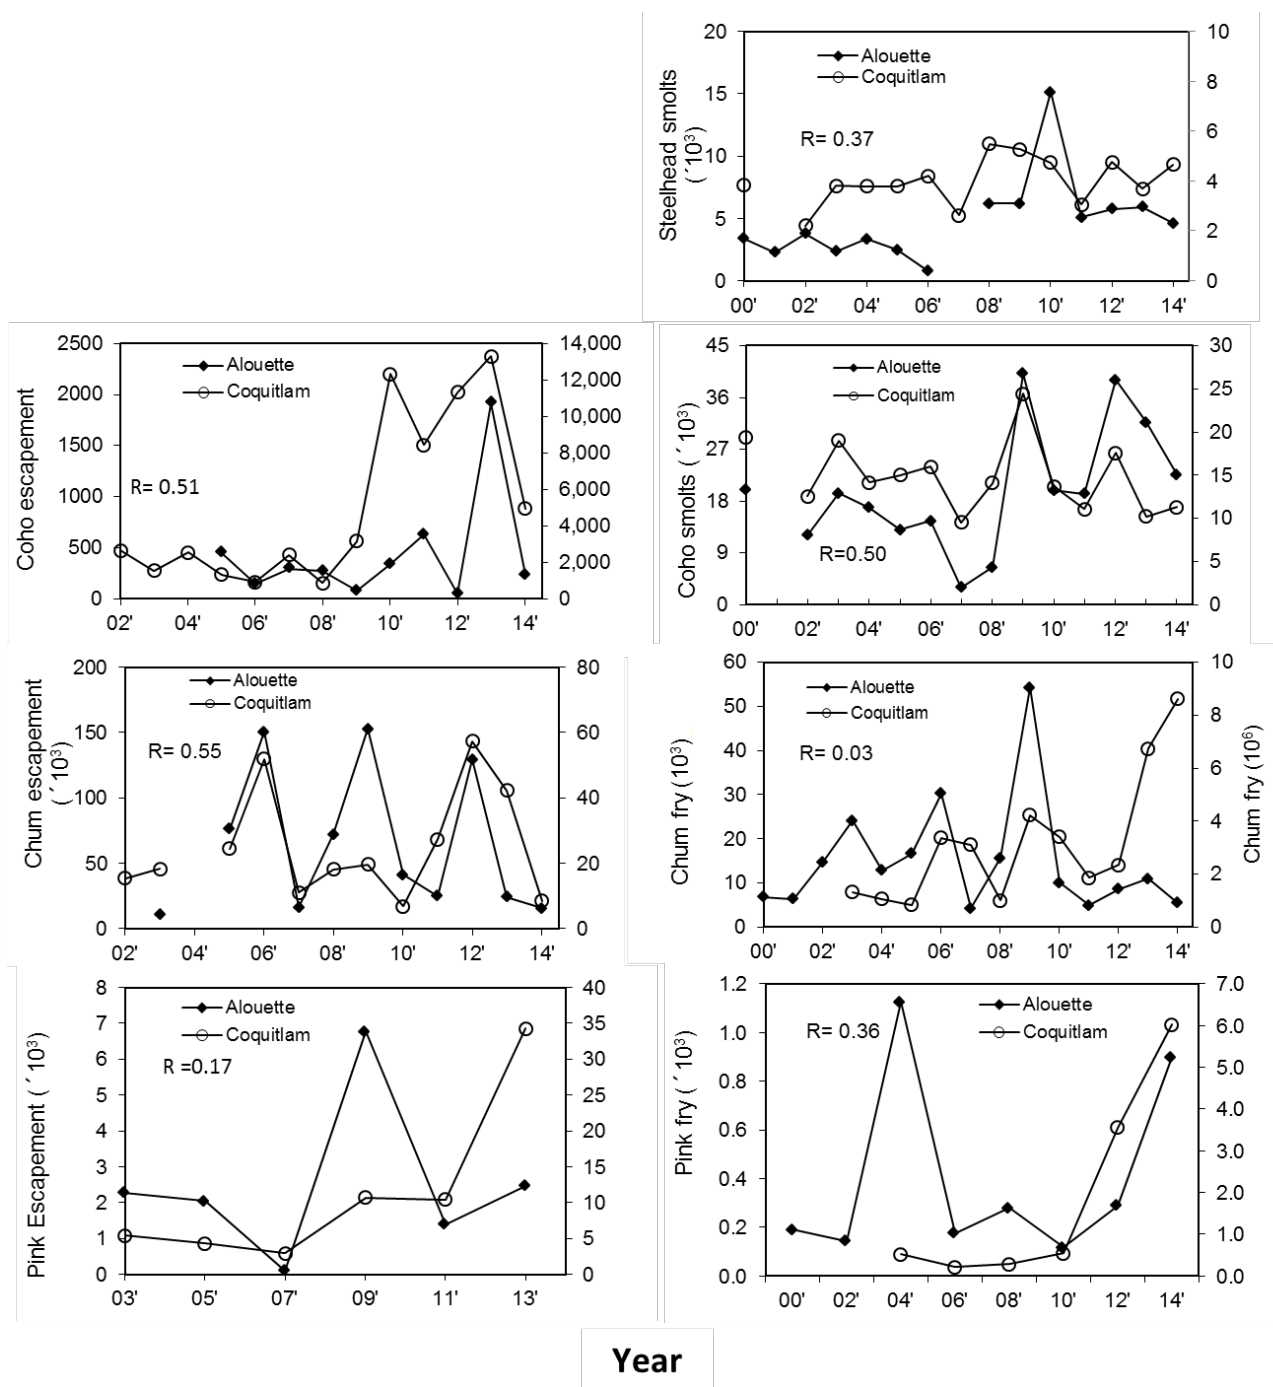 Steelhead smolts
(´10³)
20
15
10
5
0
10
8
6
4
2
0
Alouette
Coquitlam
R= 0.37
00' 02' 04' 06' 08' 10' 12' 14'
Coho escapement
2500
2000
1500
1000
500
0
14,000
12,000
10,000
8,000
6,000
4,000
2,000
0
Alouette
Coquitlam
R= 0.51
02' 04' 06' 08' 10' 12' 14'
Coho smolts (´10³)
45
36
27
18
9
0
30
25
20
15
10
5
0
Alouette
Coquitlam
R=0.50
00' 02' 04' 06' 08' 10' 12' 14'
Chum escapement
(´10³)
200
150
100
50
0
80
60
40
20
0
Alouette
Coquitlam
R= 0.55
02' 04' 06' 08' 10' 12' 14'
Chum fry (10³)
60
50
40
30
20
10
0
10
8
6
4
2
0
Chum fry (10⁶)
Alouette
Coquitlam
R= 0.03
00' 02' 04' 06' 08' 10' 12' 14'
Pink Escapement (´10³)
8
7
6
5
4
3
2
1
0
40
35
30
25
20
15
10
5
0
Alouette
Coquitlam
R =0.17
03' 05' 07' 09' 11' 13'
Pink fry (´10³)
1.2
1.0
0.8
0.6
0.4
0.2
0.0
7.0
6.0
5.0
4.0
3.0
2.0
1.0
0.0
Alouette
Coquitlam
R= 0.36
00' 02' 04' 06' 08' 10' 12' 14'
Year